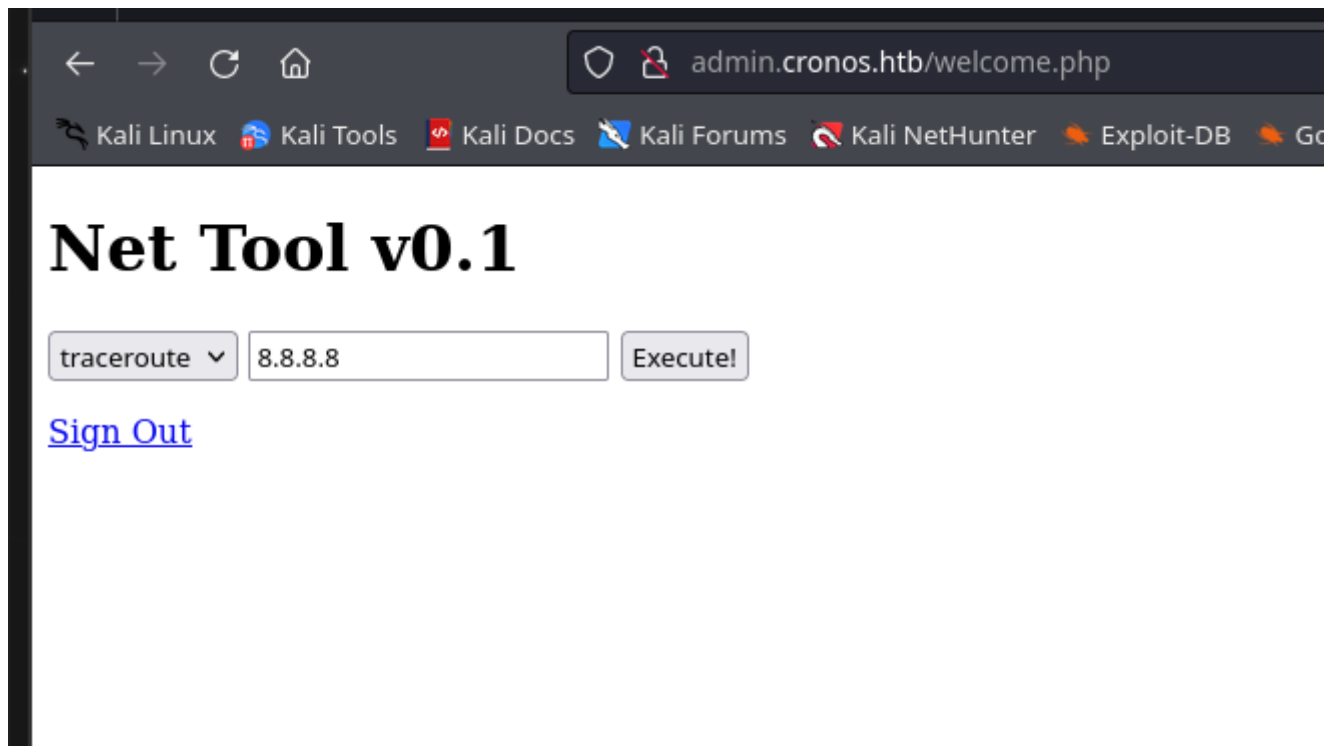 admin.cronos.htb/welcome.php
Kali Linux Kali Tools Kali Docs Kali Forums Kali NetHunter Exploit-DB
Net Tool v0.1
traceroute 8.8.8.8 Execute!
Sign Out